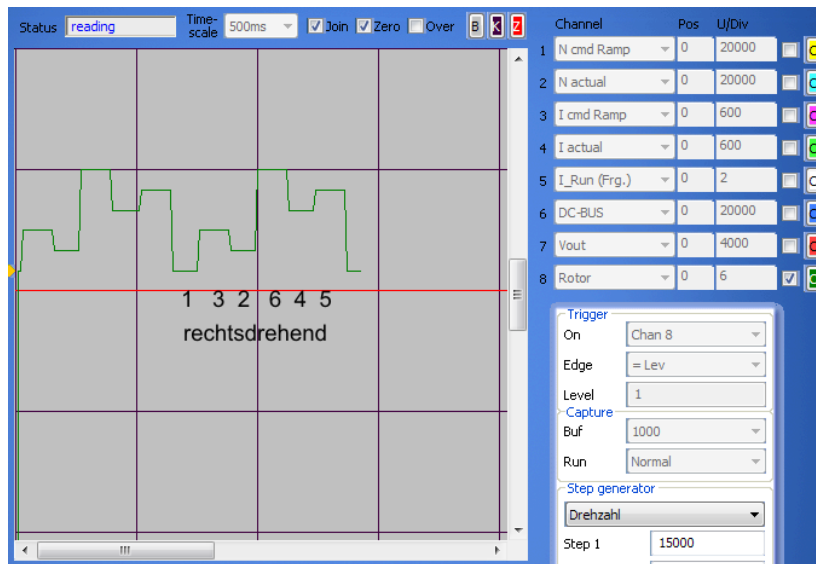 Status reading Time-scale 500ms Join Zero Over B K Z
1 3 2 6 4 5
rechtsdrehend
Channel Pos U/Div
1 N cmd Ramp 0 20000
2 N actual 0 20000
3 I cmd Ramp 0 600
4 I actual 0 600
5 I_Run (Frg.) 0 2
6 DC-BUS 0 20000
7 Vout 0 4000
8 Rotor 0 6
Trigger
On Chan 8
Edge = Lev
Level 1
Capture
Buf 1000
Run Normal
Step generator
Drehzahl
Step 1 15000